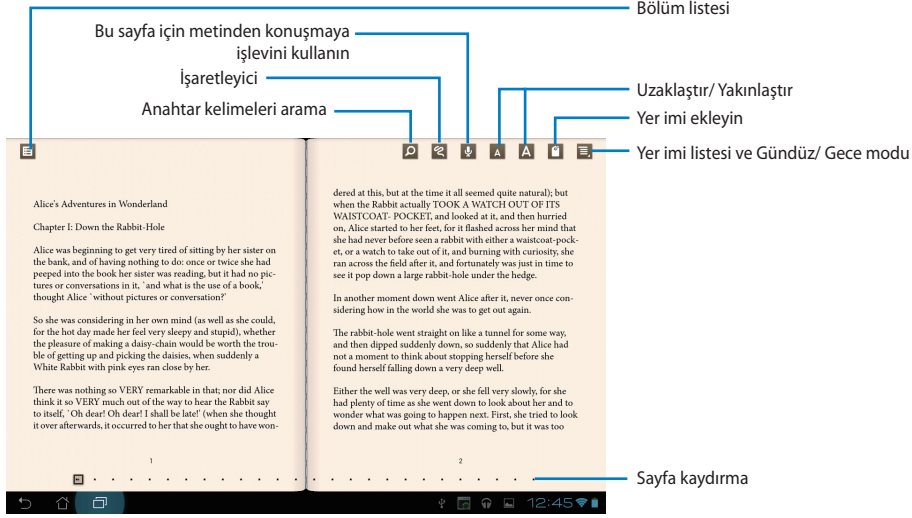 Bölüm listesi
Bu sayfa için metinden konuşmaya
işlevini kullanın
İşaretleyici
Anahtar kelimeleri arama
Uzaklaştır/ Yakınlaştır
Yer imi ekleyin
Yer imi listesi ve Gündüz/ Gece modu
A
A
Alice's Adventures in Wonderland
Chapter I: Down the Rabbit-Hole
Alice was beginning to get very tired of sitting by her sister on
the bank, and of having nothing to do: once or twice she had
peeped into the book her sister was reading, but it had no pic-
tures or conversations in it, `and what is the use of a book,'
thought Alice `without pictures or conversation?'
So she was considering in her own mind (as well as she could,
for the hot day made her feel very sleepy and stupid), whether
the pleasure of making a daisy-chain would be worth the trou-
ble of getting up and picking the daisies, when suddenly a
White Rabbit with pink eyes ran close by her.
There was nothing so VERY remarkable in that; nor did Alice
think it so VERY much out of the way to hear the Rabbit say
to itself, `Oh dear! Oh dear! I shall be late!' (when she thought
it over afterwards, it occurred to her that she ought to have won-
1
dered at this, but at the time it all seemed quite natural); but
when the Rabbit actually TOOK A WATCH OUT OF ITS
WAISTCOAT- POCKET, and looked at it, and then hurried
on, Alice started to her feet, for it flashed across her mind that
she had never before seen a rabbit with either a waistcoat-pock-
et, or a watch to take out of it, and burning with curiosity, she
ran across the field after it, and fortunately was just in time to
see it pop down a large rabbit-hole under the hedge.
In another moment down went Alice after it, never once con-
sidering how in the world she was to get out again.
The rabbit-hole went straight on like a tunnel for some way,
and then dipped suddenly down, so suddenly that Alice had
not a moment to think about stopping herself before she
found herself falling down a very deep well.
Either the well was very deep, or she fell very slowly, for she
had plenty of time as she went down to look about her and to
wonder what was going to happen next. First, she tried to look
down and make out what she was coming to, but it was too
2
Sayfa kaydırma
12:45